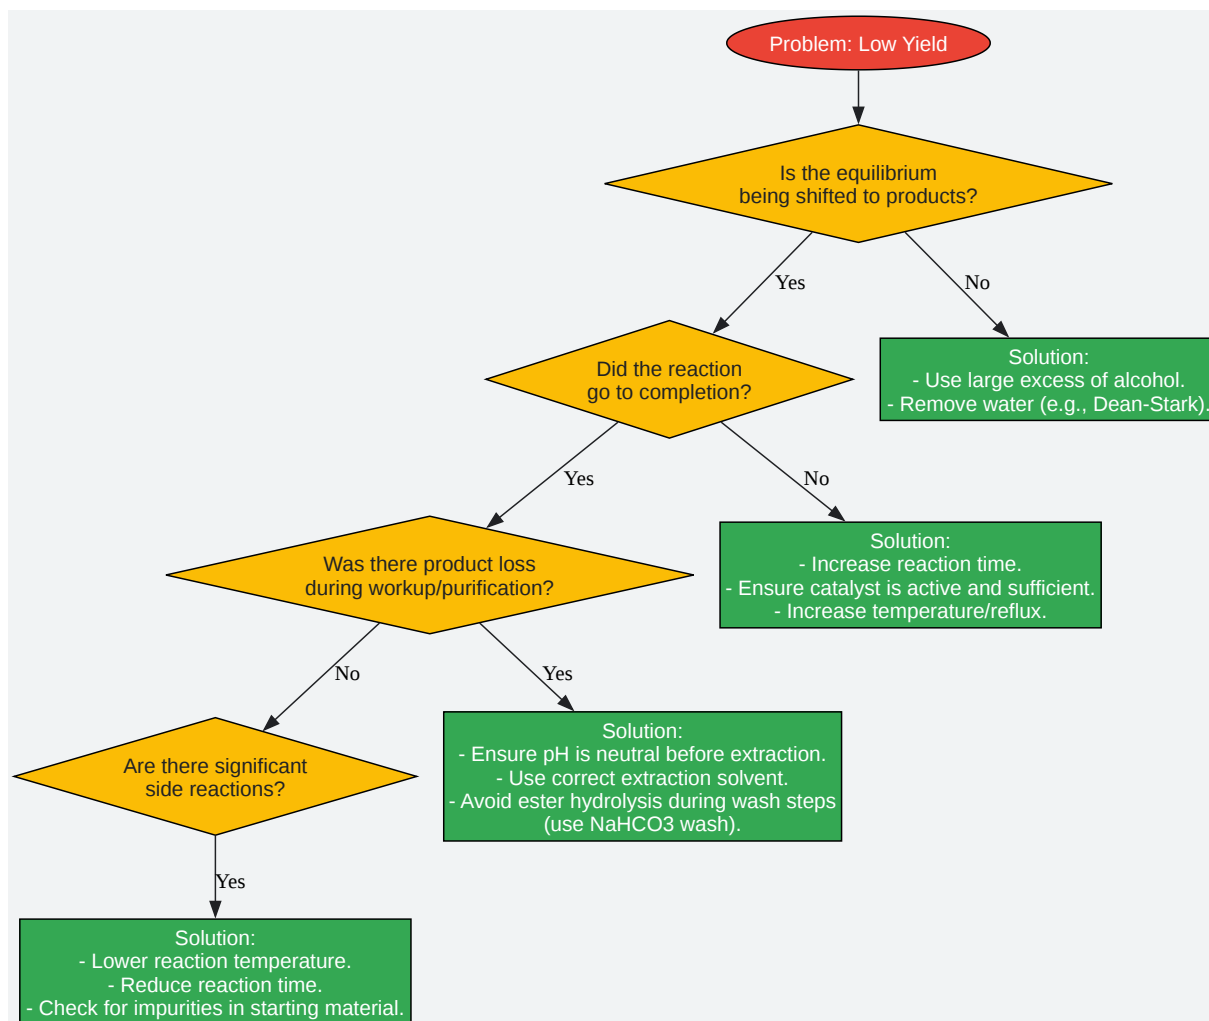 Problem: Low Yield
Is the equilibrium
being shifted to products?
Yes
No
Did the reaction
go to completion?
Solution:
- Use large excess of alcohol.
- Remove water (e.g., Dean-Stark).
Yes
No
Was there product loss
during workup/purification?
Solution:
- Increase reaction time.
- Ensure catalyst is active and sufficient.
- Increase temperature/reflux.
No
Yes
Are there significant
side reactions?
Solution:
- Ensure pH is neutral before extraction.
- Use correct extraction solvent.
- Avoid ester hydrolysis during wash steps
(use NaHCO3 wash).
Yes
Solution:
- Lower reaction temperature.
- Reduce reaction time.
- Check for impurities in starting material.